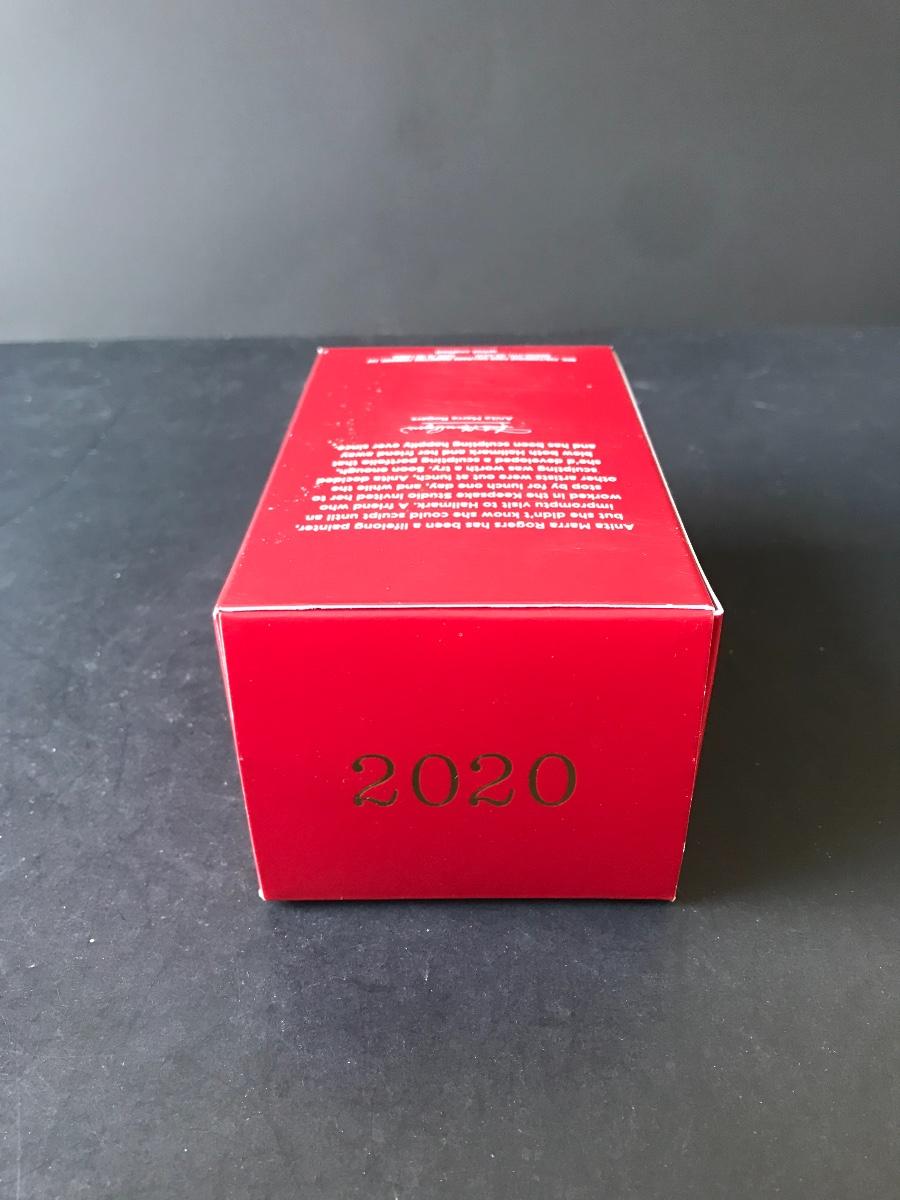 Anita Marra Rogers has been a lifelong painter,
but she didn't know she could sculpt until an
impromptu visit to Hallmark. A friend who
worked in the Keepsake Studio invited her to
stop by for lunch one day, and while the
other artists were out at lunch, Anita decided
sculpting was worth a try. Soon enough,
she'd developed a sculpting portfolio that
blew both Hallmark and her friend away
and has been sculpting happily ever since.
Anita Marra Rogers
2020